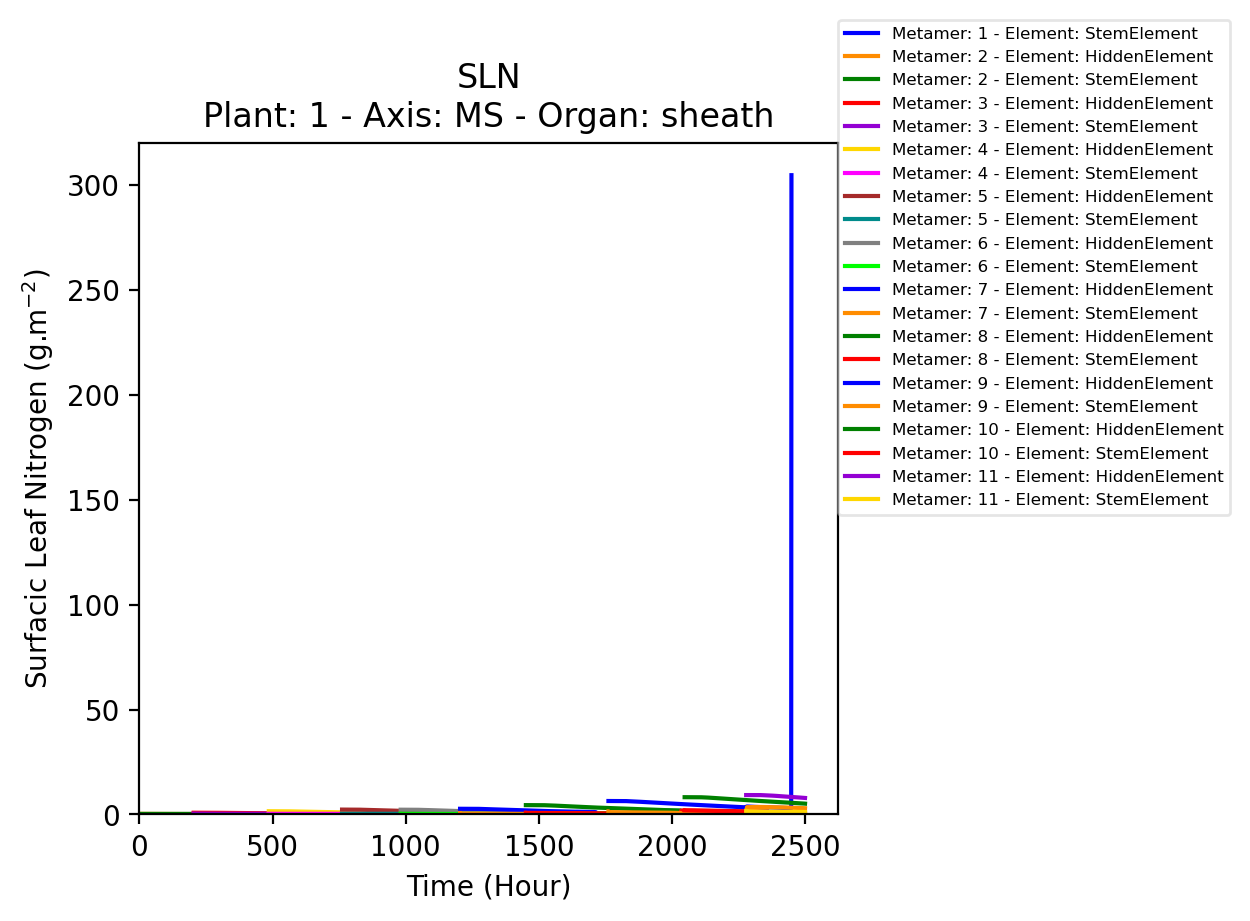 SLN
Plant: 1 - Axis: MS - Organ: sheath
Surfacic Leaf Nitrogen (g.m⁻²)
300
250
200
150
100
50
0
0 500 1000 1500 2000 2500
Time (Hour)
Metamer: 1 - Element: StemElement
Metamer: 2 - Element: HiddenElement
Metamer: 2 - Element: StemElement
Metamer: 3 - Element: HiddenElement
Metamer: 3 - Element: StemElement
Metamer: 4 - Element: HiddenElement
Metamer: 4 - Element: StemElement
Metamer: 5 - Element: HiddenElement
Metamer: 5 - Element: StemElement
Metamer: 6 - Element: HiddenElement
Metamer: 6 - Element: StemElement
Metamer: 7 - Element: HiddenElement
Metamer: 7 - Element: StemElement
Metamer: 8 - Element: HiddenElement
Metamer: 8 - Element: StemElement
Metamer: 9 - Element: HiddenElement
Metamer: 9 - Element: StemElement
Metamer: 10 - Element: HiddenElement
Metamer: 10 - Element: StemElement
Metamer: 11 - Element: HiddenElement
Metamer: 11 - Element: StemElement